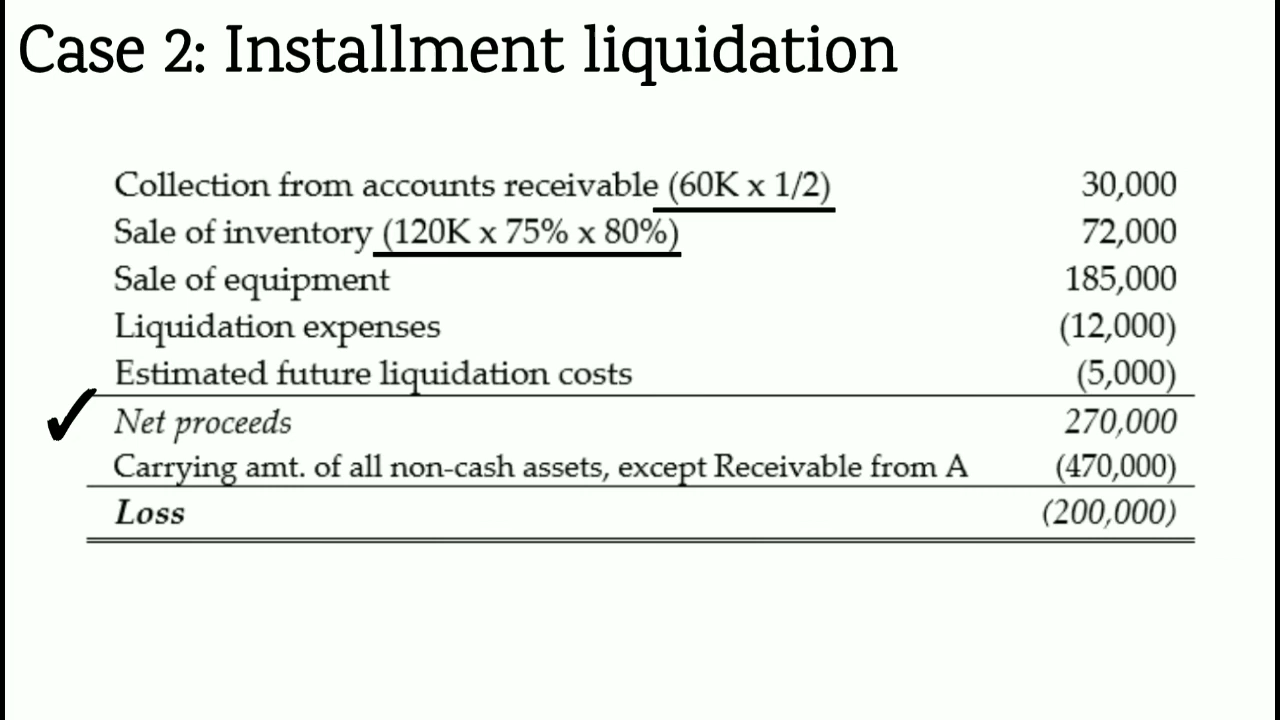 Case 2: Installment liquidation
Collection from accounts receivable (60K x 1/2) 30,000
Sale of inventory (120K x 75% x 80%) 72,000
Sale of equipment 185,000
Liquidation expenses (12,000)
Estimated future liquidation costs (5,000)
Net proceeds 270,000
Carrying amt. of all non-cash assets, except Receivable from A (470,000)
Loss (200,000)